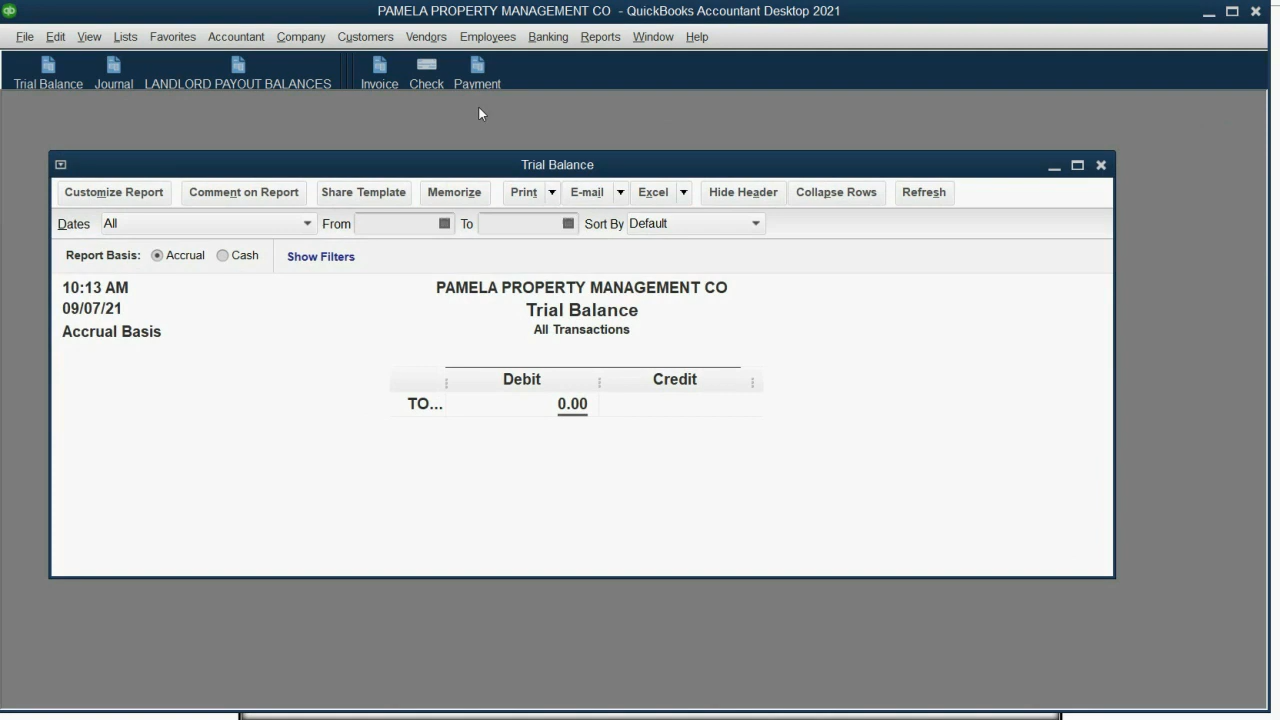 PAMELA PROPERTY MANAGEMENT CO - QuickBooks Accountant Desktop 2021
File Edit View Lists Favorites Accountant Company Customers Vendors Employees Banking Reports Window Help
Trial Balance Journal LANDLORD PAYOUT BALANCES Invoice Check Payment
Trial Balance
Customize Report Comment on Report Share Template Memorize Print E-mail Excel Hide Header Collapse Rows Refresh
Dates All From To Sort By Default
Report Basis: Accrual Cash Show Filters
10:13 AM PAMELA PROPERTY MANAGEMENT CO
09/07/21 Trial Balance
Accrual Basis All Transactions
Debit Credit
TO... 0.00